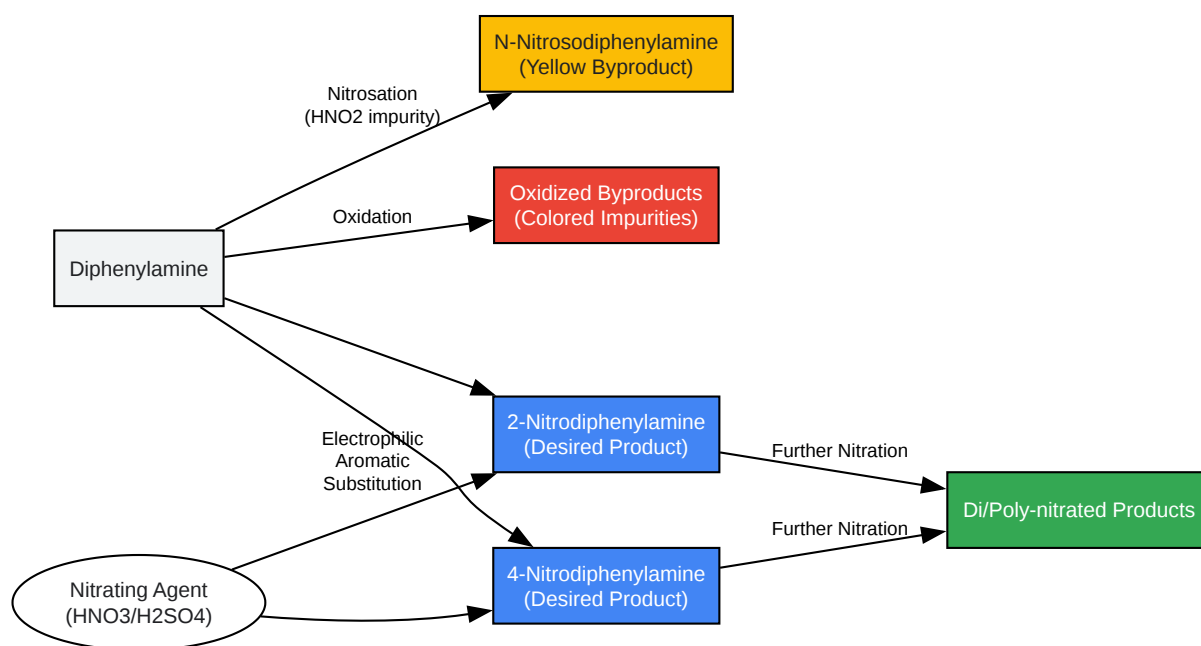 N-Nitrosodiphenylamine
(Yellow Byproduct)
Nitrosation
(HNO2 impurity)
Oxidized Byproducts
(Colored Impurities)
Oxidation
Diphenylamine
2-Nitrodiphenylamine
(Desired Product)
Electrophilic
Aromatic
Substitution
Further Nitration
Di/Poly-nitrated Products
Further Nitration
4-Nitrodiphenylamine
(Desired Product)
Nitrating Agent
(HNO3/H2SO4)